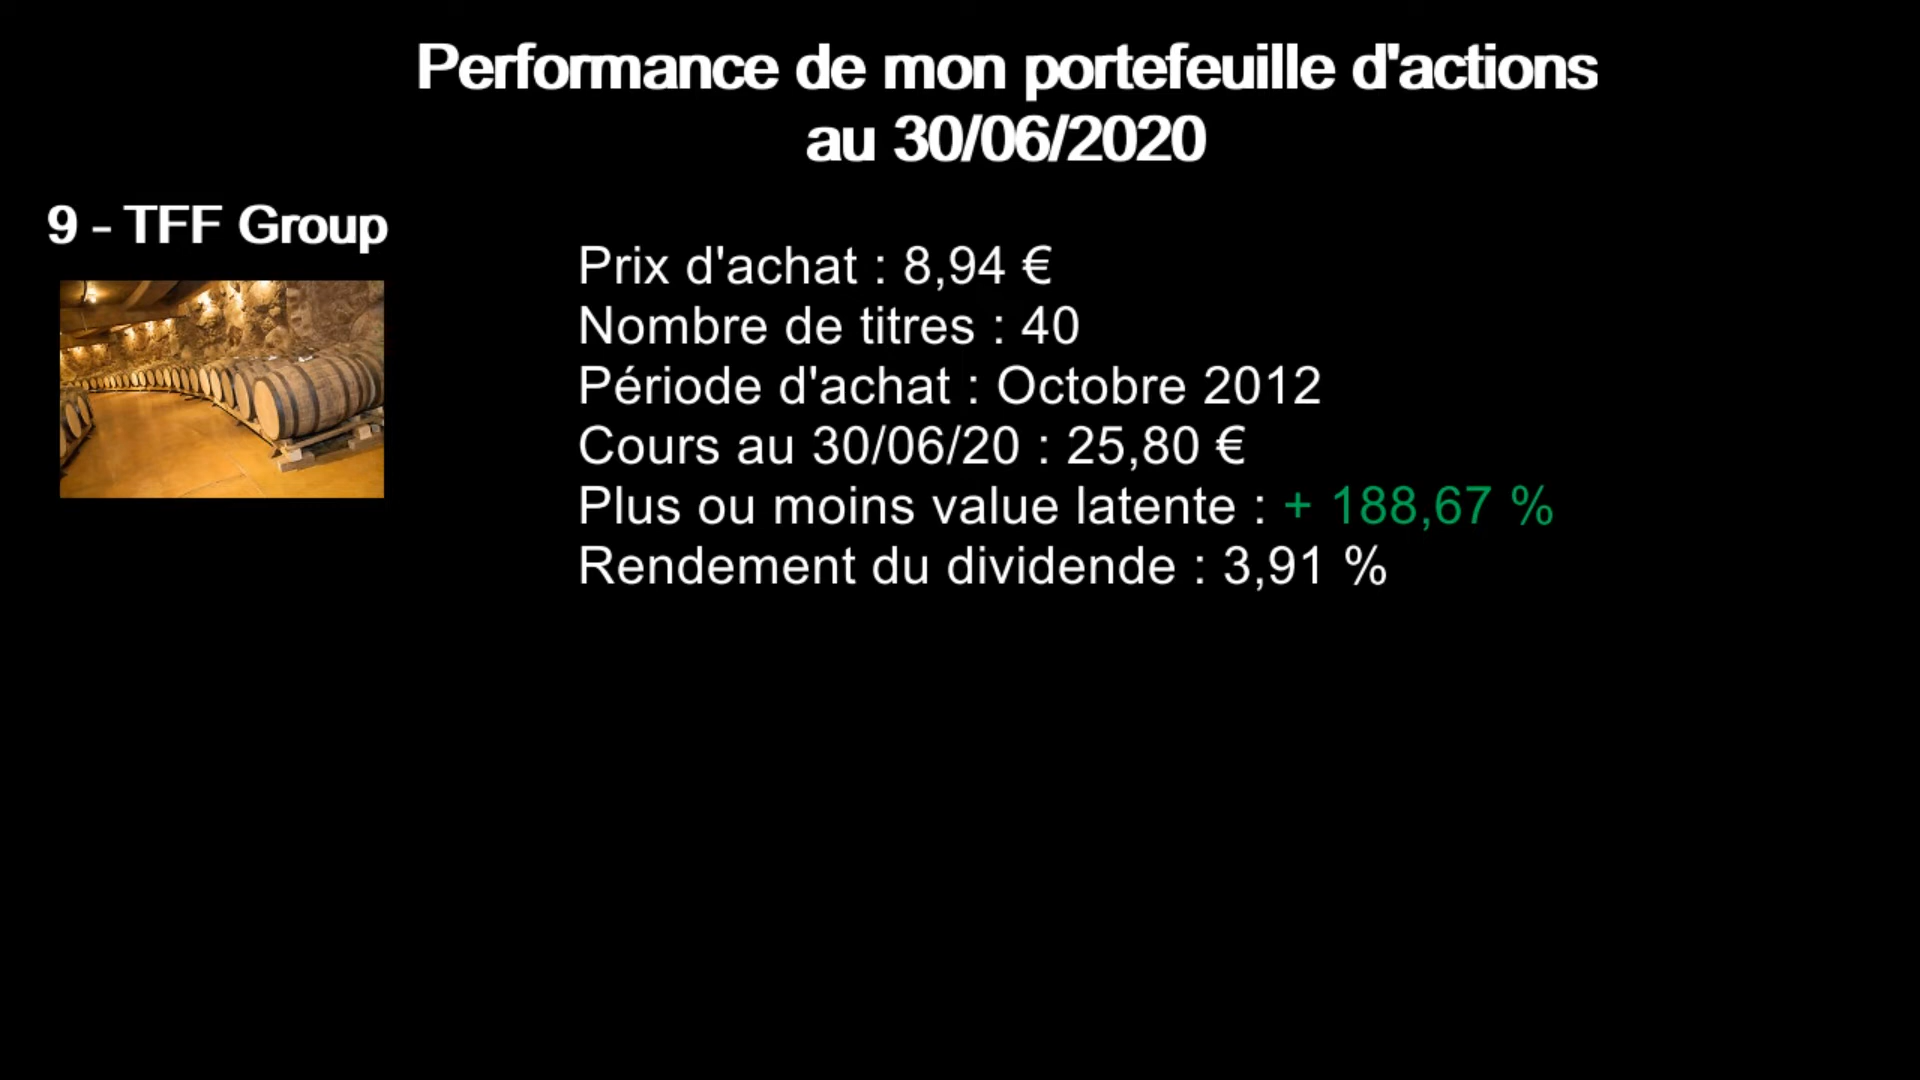 Performance de mon portefeuille d'actions
au 30/06/2020
9 - TFF Group
Prix d'achat : 8,94 €
Nombre de titres : 40
Période d'achat : Octobre 2012
Cours au 30/06/20 : 25,80 €
Plus ou moins value latente : + 188,67 %
Rendement du dividende : 3,91 %